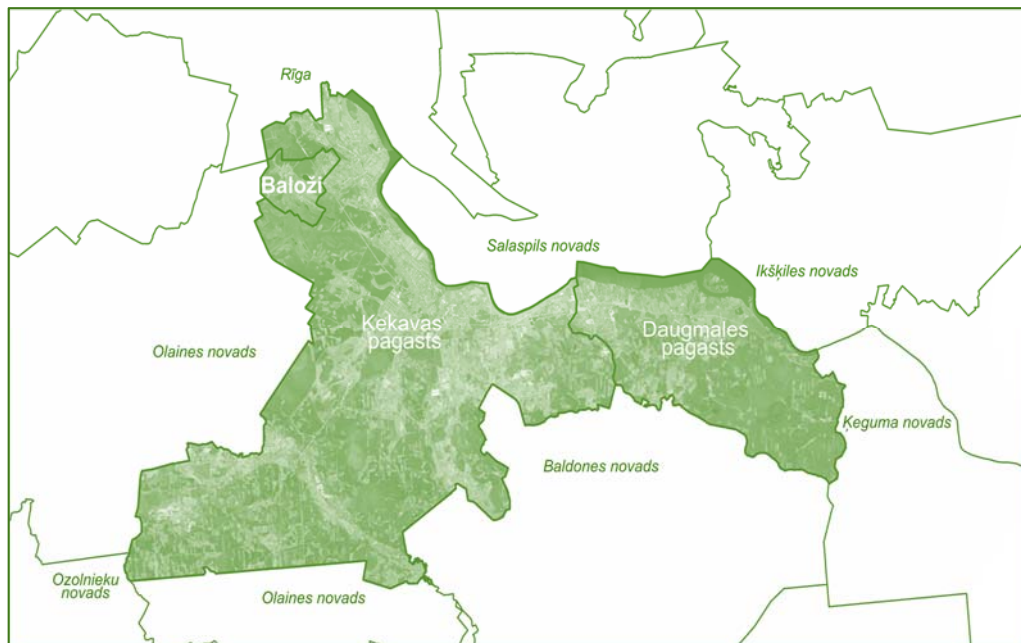 Rīga
Baloži
Salaspils novads
Ikšķiles novads
Ķekavas
pagasts
Daugmales
pagasts
Olaines novads
Ķeguma novads
Baldones novads
Ozolnieku
novads
Olaines novads